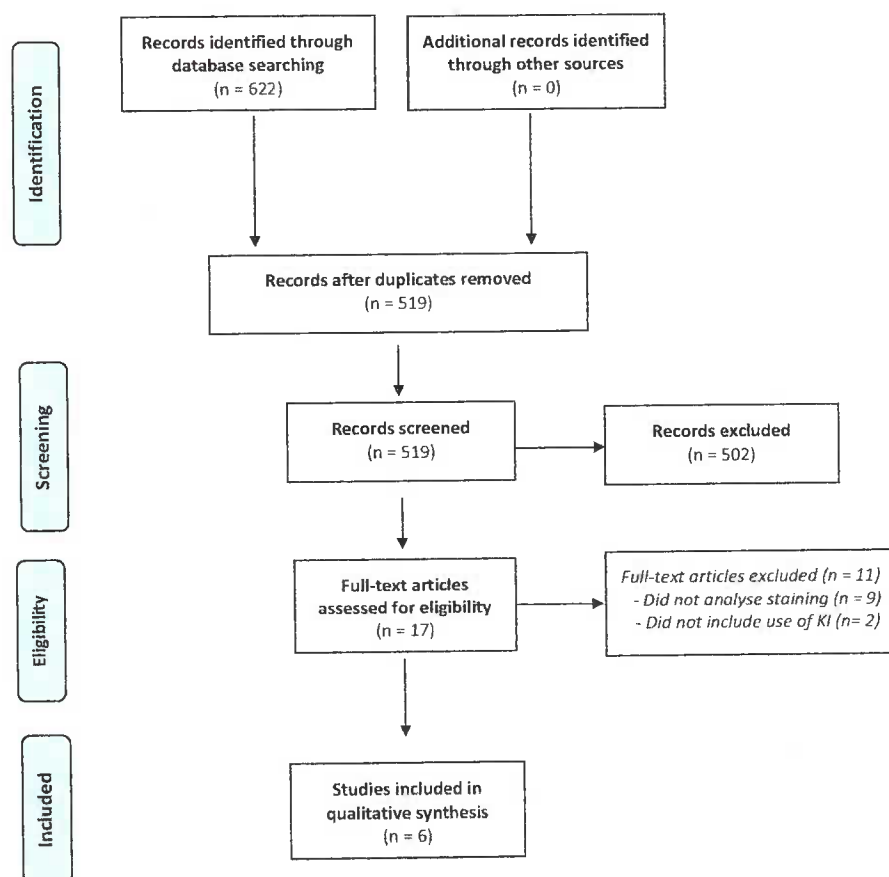 Identification
Records identified through
database searching
(n = 622)
Additional records identified
through other sources
(n = 0)
Records after duplicates removed
(n = 519)
Screening
Records screened
(n = 519)
Records excluded
(n = 502)
Eligibility
Full-text articles
assessed for eligibility
(n = 17)
Full-text articles excluded (n = 11)
- Did not analyse staining (n = 9)
- Did not include use of KI (n= 2)
Included
Studies included in
qualitative synthesis
(n = 6)